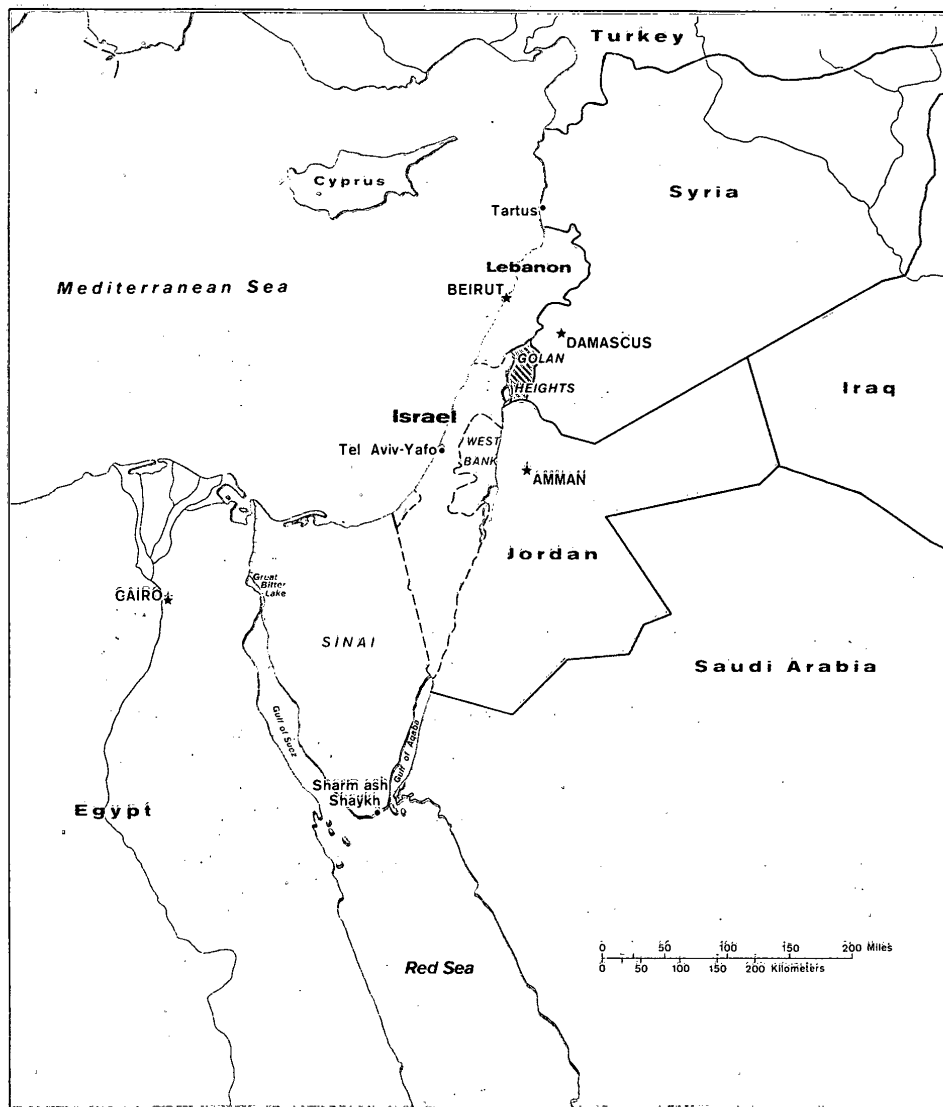 Turkey
Cyprus
Syria
Tartus
Lebanon
Mediterranean Sea
BEIRUT
DAMASCUS
GOLAN
HEIGHTS
Iraq
Israel
Tel Aviv-Yafo
WEST
BANK
AMMAN
Jordan
Great
Bitter
Lake
CAIRO
SINAI
Saudi Arabia
Gulf of Suez
Gulf of Aqaba
Sharm ash
Shaykh
Egypt
Red Sea
0 50 100 150 200 Miles
0 50 100 150 200 Kilometers